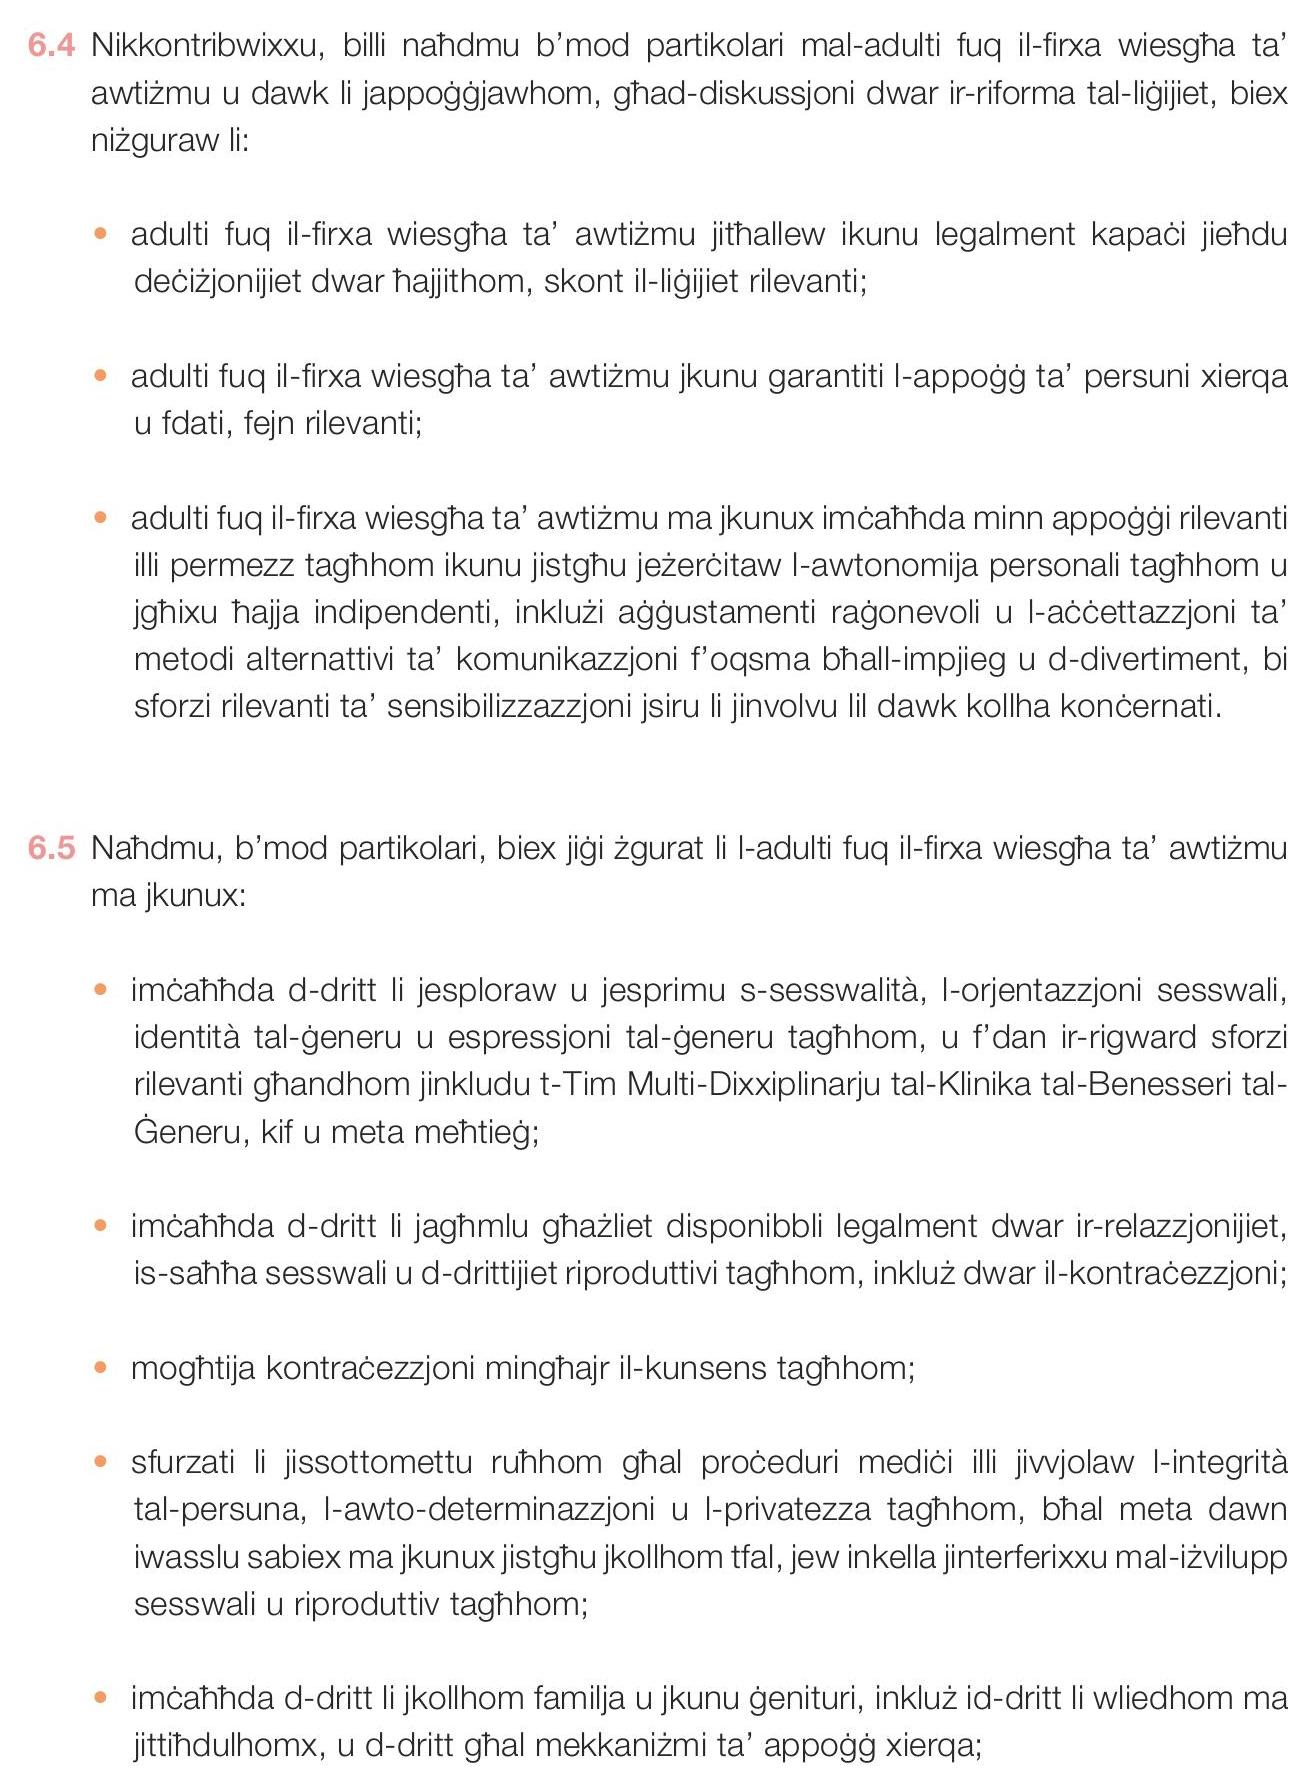 6.4 Nikkontribwixxu, billi naħdmu b’mod partikolari mal-adulti fuq il-firxa wiesgħa ta’
awtiżmu u dawk li jappoġġjawhom, għad-diskussjoni dwar ir-riforma tal-liġijiet, biex
niżguraw li:
• adulti fuq il-firxa wiesgħa ta’ awtiżmu jitħallew ikunu legalment kapaċi jieħdu
deċiżjonijiet dwar ħajjithom, skont il-liġijiet rilevanti;
• adulti fuq il-firxa wiesgħa ta’ awtiżmu jkunu garantiti l-appoġġ ta’ persuni xierqa
u fdati, fejn rilevanti;
• adulti fuq il-firxa wiesgħa ta’ awtiżmu ma jkunux imċaħħda minn appoġġi rilevanti
illi permezz tagħhom ikunu jistgħu jeżerċitaw l-awtonomija personali tagħhom u
jgħixu ħajja indipendenti, inklużi aġġustamenti raġonevoli u l-aċċettazzjoni ta’
metodi alternattivi ta’ komunikazzjoni f’oqsma bħall-impjieg u d-divertiment, bi
sforzi rilevanti ta’ sensibilizzazzjoni jsiru li jinvolvu lil dawk kollha konċernati.
6.5 Naħdmu, b’mod partikolari, biex jiġi żgurat li l-adulti fuq il-firxa wiesgħa ta’ awtiżmu
ma jkunux:
• imċaħħda d-dritt li jesploraw u jesprimu s-sesswalità, l-orjentazzjoni sesswali,
identità tal-ġeneru u espressjoni tal-ġeneru tagħhom, u f’dan ir-rigward sforzi
rilevanti għandhom jinkludu t-Tim Multi-Dixxiplinarju tal-Klinika tal-Benesseri tal-
Ġeneru, kif u meta meħtieġ;
• imċaħħda d-dritt li jagħmlu għażliet disponibbli legalment dwar ir-relazzjonijiet,
is-saħħa sesswali u d-drittijiet riproduttivi tagħhom, inkluż dwar il-kontraċezzjoni;
• mogħtija kontraċezzjoni mingħajr il-kunsens tagħhom;
• sfurzati li jissottomettu ruħhom għal proċeduri mediċi illi jivvjolaw l-integrità
tal-persuna, l-awto-determinazzjoni u l-privatezza tagħhom, bħal meta dawn
iwasslu sabiex ma jkunux jistgħu jkollhom tfal, jew inkella jinterferixxu mal-iżvilupp
sesswali u riproduttiv tagħhom;
• imċaħħda d-dritt li jkollhom familja u jkunu ġenituri, inkluż id-dritt li wliedhom ma
jittiħdulhomx, u d-dritt għal mekkaniżmi ta’ appoġġ xierqa;